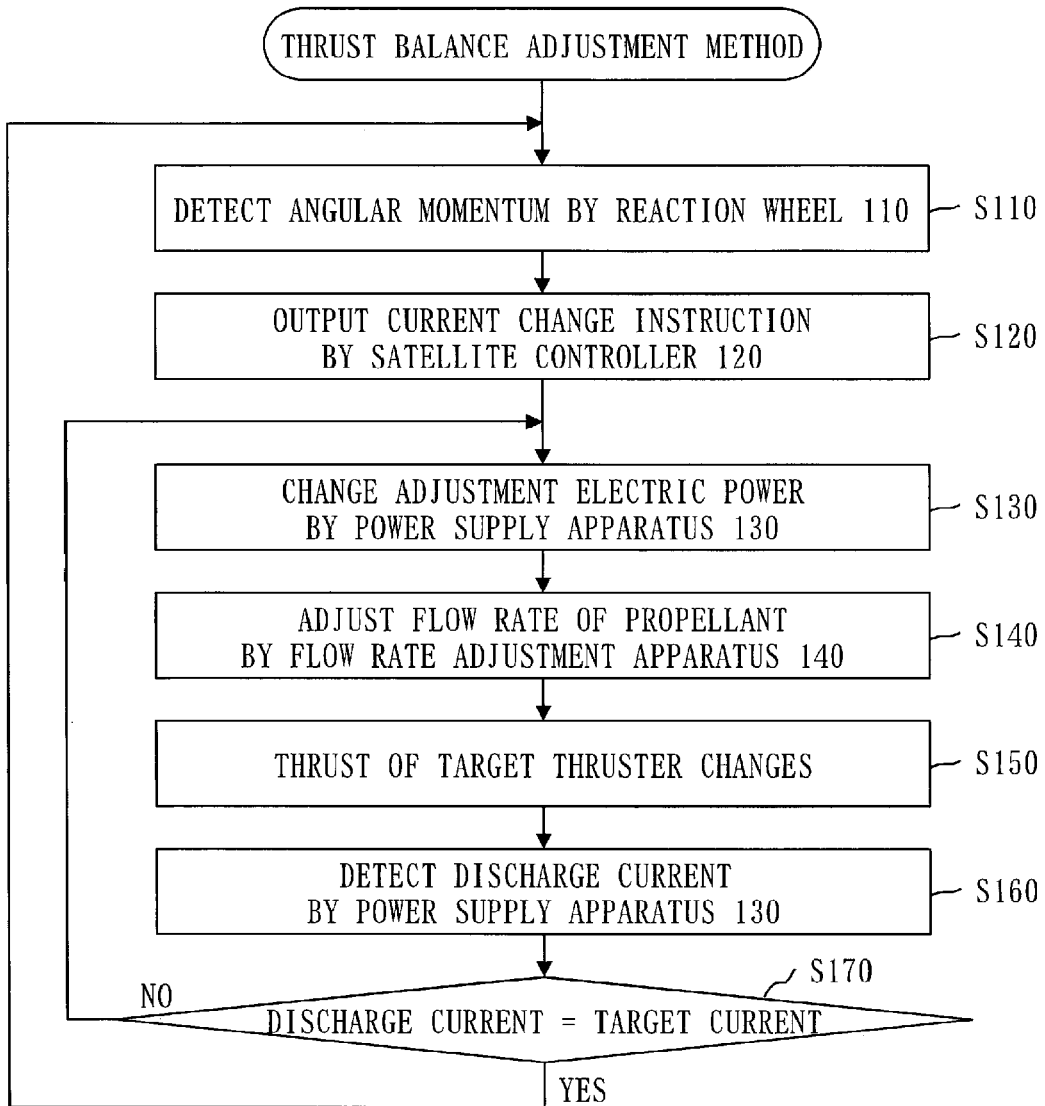 THRUST BALANCE ADJUSTMENT METHOD
DETECT ANGULAR MOMENTUM BY REACTION WHEEL 110
S110
OUTPUT CURRENT CHANGE INSTRUCTION
BY SATELLITE CONTROLLER 120
S120
CHANGE ADJUSTMENT ELECTRIC POWER
BY POWER SUPPLY APPARATUS 130
S130
ADJUST FLOW RATE OF PROPELLANT
BY FLOW RATE ADJUSTMENT APPARATUS 140
S140
THRUST OF TARGET THRUSTER CHANGES
S150
DETECT DISCHARGE CURRENT
BY POWER SUPPLY APPARATUS 130
S160
S170
NO
DISCHARGE CURRENT = TARGET CURRENT
YES